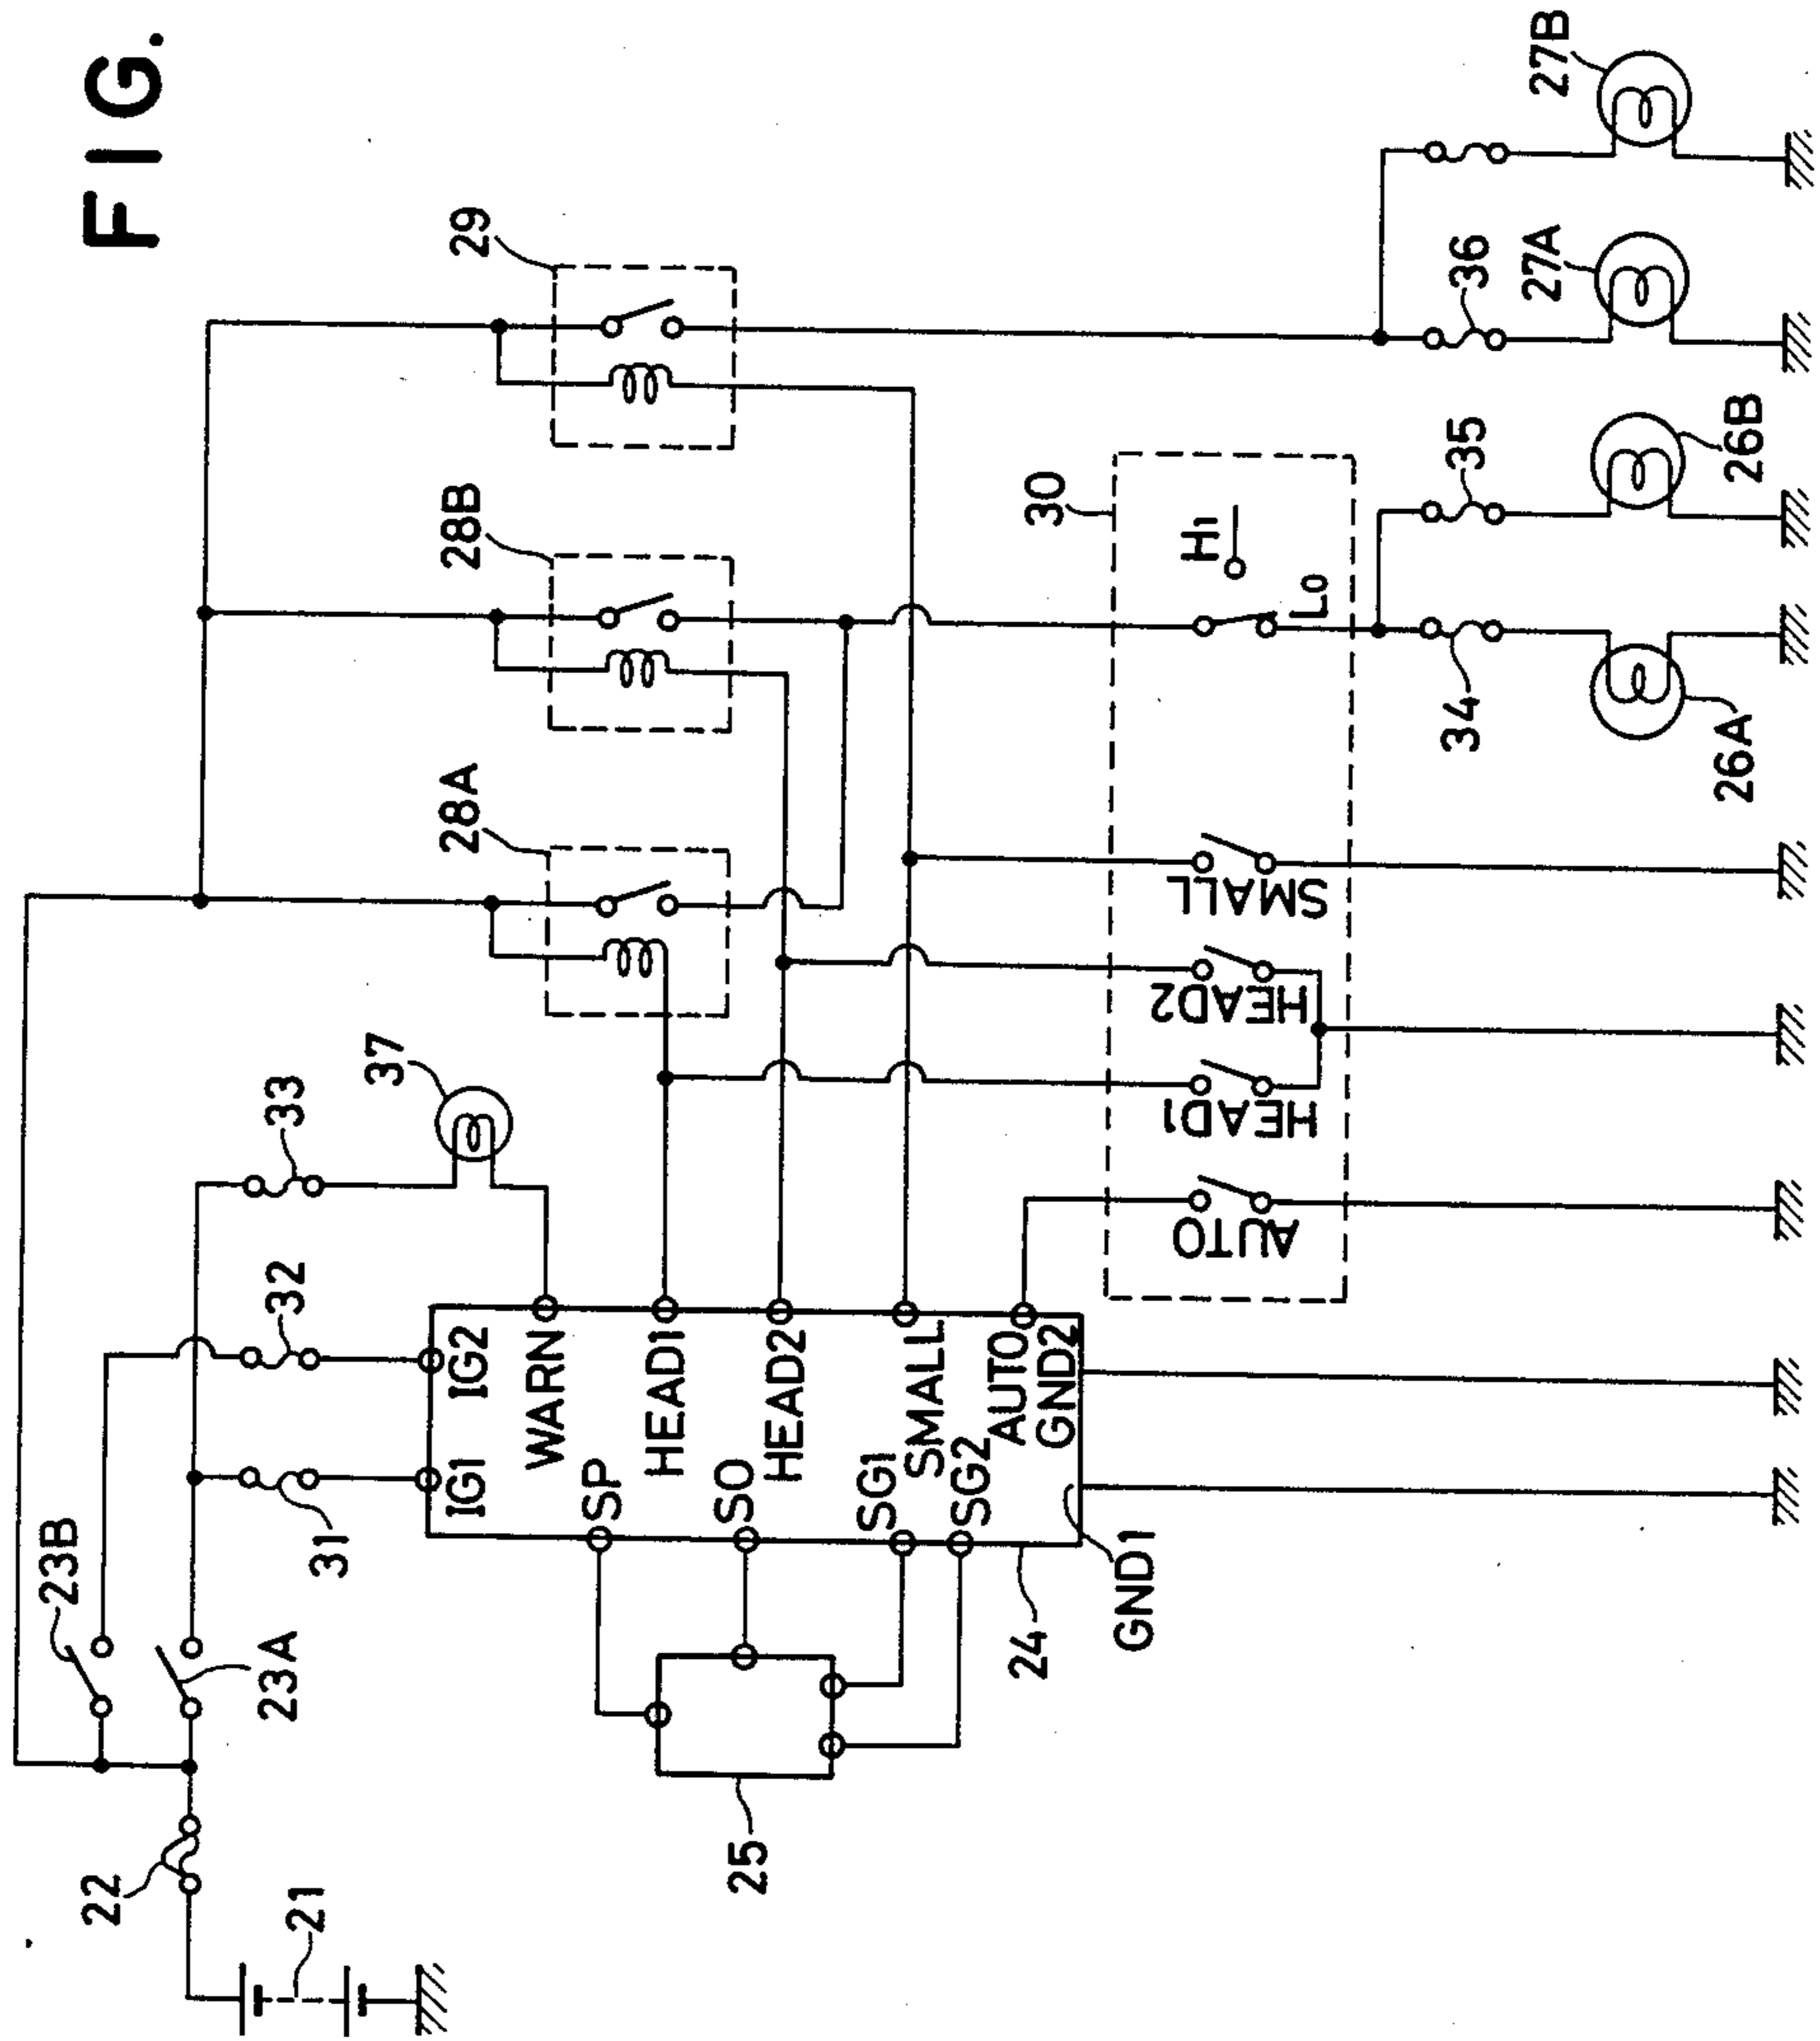 FIG.
22
21
23B
23A
31
32
33
37
28A
28B
29
IG1
IG2
WARN
HEAD1
HEAD2
SMALL
AUTO
GND2
SP
SO
SG1
SG2
GND1
25
24
30
AUTO
HEAD1
HEAD2
SMALL
Hi
Lo
34
35
36
26A
26B
27A
27B